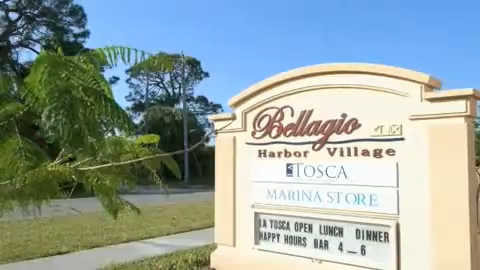 Bellagio
Harbor Village
TOSCA
MARINA STORE
LA TOSCA OPEN LUNCH DINNER
HAPPY HOURS BAR 4 — 6